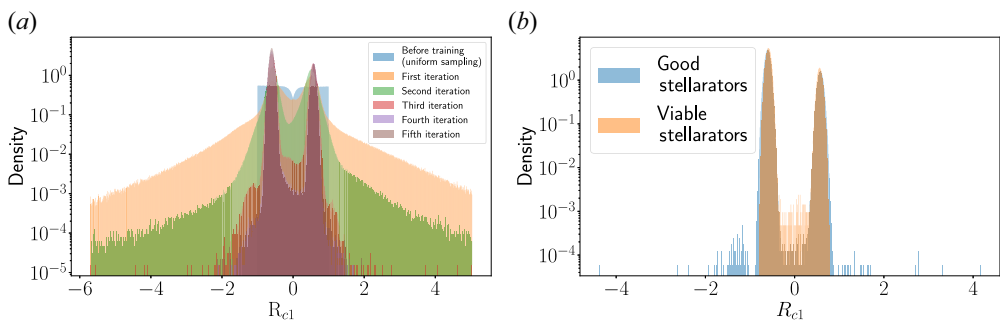 (a)
(b)
Before training
(uniform sampling)
First iteration
Second iteration
Third iteration
Fourth iteration
Fifth iteration
Density
10^0
10^-1
10^-2
10^-3
10^-4
10^-5
−6 −4 −2 0 2 4
R_c1
Good
stellarators
Viable
stellarators
Density
10^0
10^-1
10^-2
10^-3
10^-4
−4 −2 0 2 4
R_c1